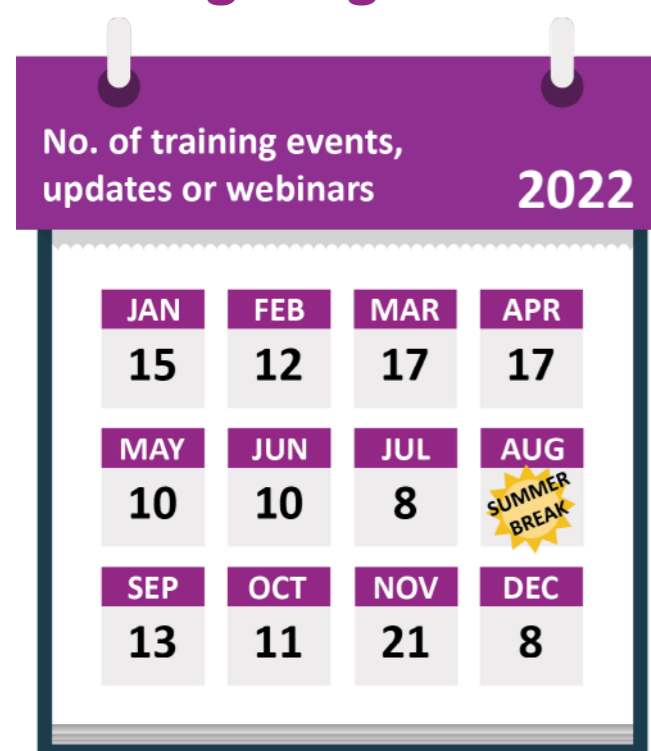 No. of training events,
updates or webinars
2022
JAN FEB MAR APR
15 12 17 17
MAY JUN JUL AUG
10 10 8 SUMMER BREAK
SEP OCT NOV DEC
13 11 21 8